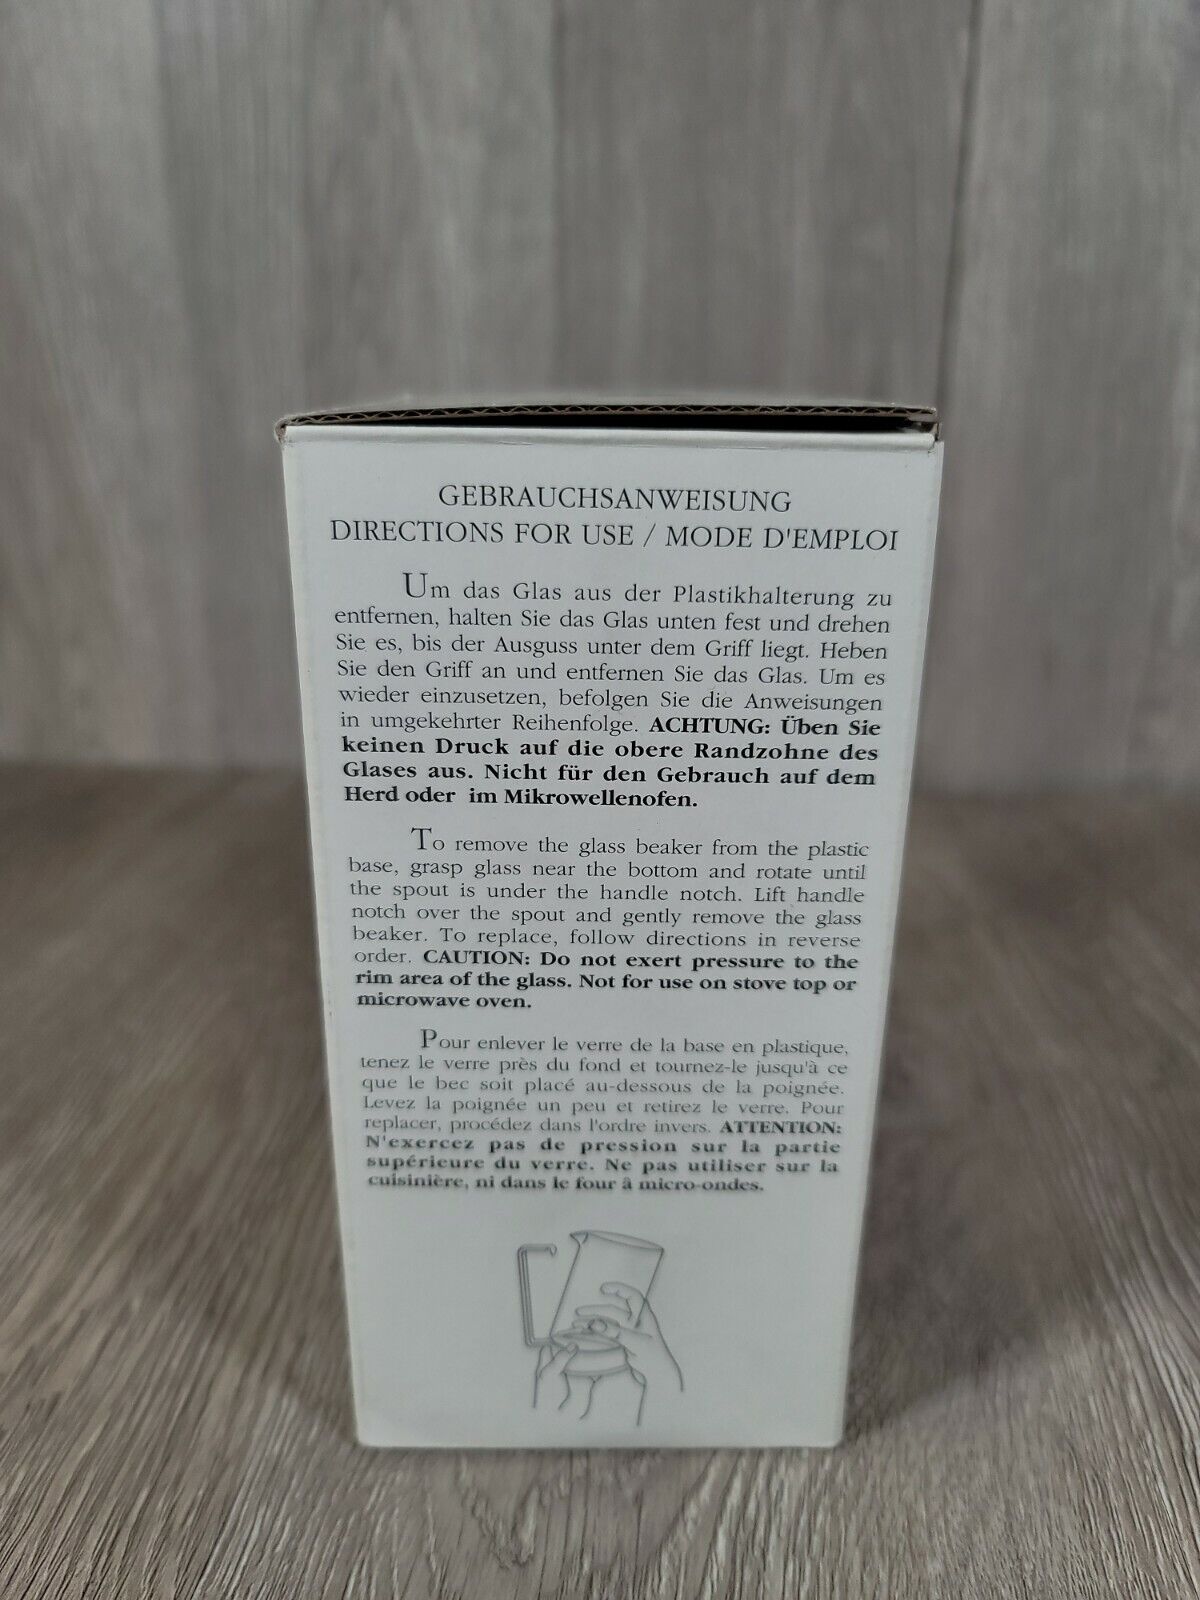 GEBRAUCHSANWEISUNG
DIRECTIONS FOR USE / MODE D'EMPLOI
Um das Glas aus der Plastikhalterung zu
entfernen, halten Sie das Glas unten fest und drehen
Sie es, bis der Ausguss unter dem Griff liegt. Heben
Sie den Griff an und entfernen Sie das Glas. Um es
wieder einzusetzen, befolgen Sie die Anweisungen
in umgekehrter Reihenfolge. ACHTUNG: Üben Sie
keinen Druck auf die obere Randzohne des
Glases aus. Nicht für den Gebrauch auf dem
Herd oder im Mikrowellenofen.
To remove the glass beaker from the plastic
base, grasp glass near the bottom and rotate until
the spout is under the handle notch. Lift handle
notch over the spout and gently remove the glass
beaker. To replace, follow directions in reverse
order. CAUTION: Do not exert pressure to the
rim area of the glass. Not for use on stove top or
microwave oven.
Pour enlever le verre de la base en plastique,
tenez le verre près du fond et tournez-le jusqu'à ce
que le bec soit placé au-dessous de la poignée.
Levez la poignée un peu et retirez le verre. Pour
replacer, procédez dans l'ordre invers. ATTENTION:
N'exercez pas de pression sur la partie
supérieure du verre. Ne pas utiliser sur la
cuisinière, ni dans le four à micro-ondes.